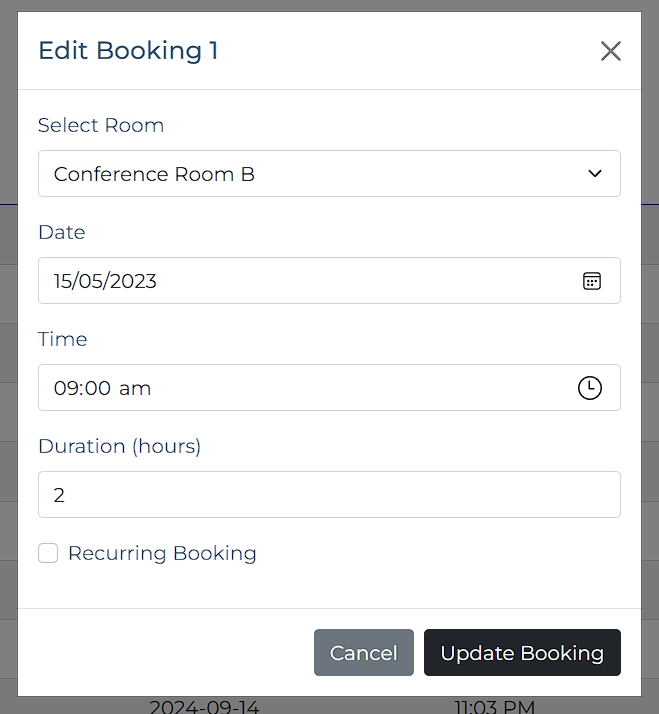 Edit Booking 1
Select Room
Conference Room B
Date
15/05/2023
Time
09:00 am
Duration (hours)
2
Recurring Booking
Cancel Update Booking
2024-09-14 11:03 PM